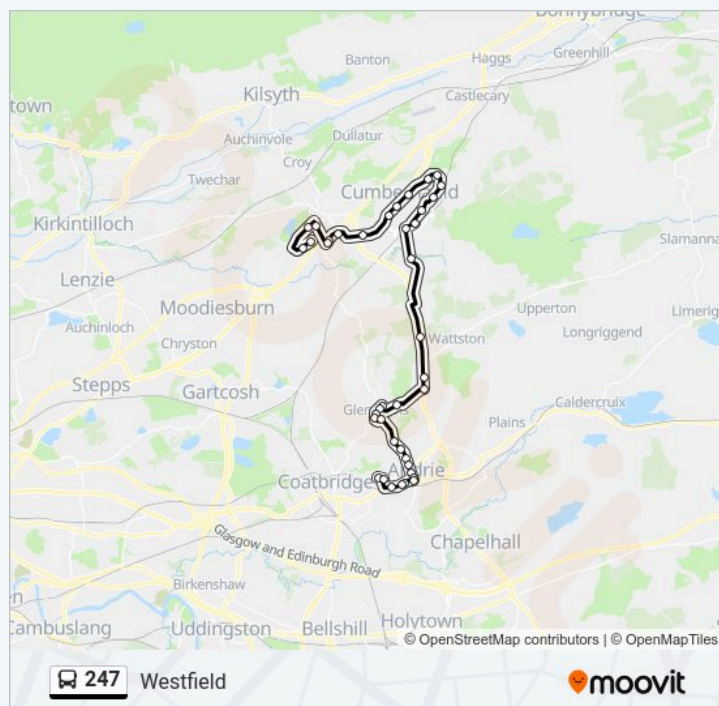 Bonnybridge
Banton
Haggs
Greenhill
Kilsyth
Castlecary
town
Auchinvole
Dullatur
Croy
Twechar
Cumbernauld
Kirkintilloch
Slamanna
Lenzie
Moodiesburn
Upperton
Limerig
Auchinloch
Wattston
Longriggend
Chryston
Stepps
Gartcosh
Caldercruix
Plains
Coatbridge
Airdrie
Glasgow and Edinburgh Road
Chapelhall
Birkenshaw
Holytown
Cambuslang
Uddingston
Bellshill
© OpenStreetMap contributors | © OpenMapTiles
247 Westfield
moovit